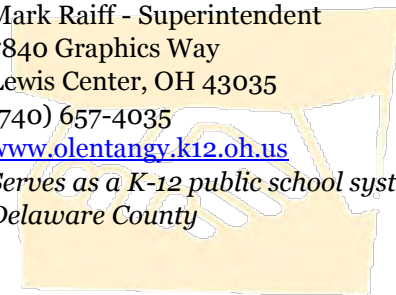 Mark Raiff - Superintendent
7840 Graphics Way
Lewis Center, OH 43035
740) 657-4035
www.olentangy.k12.oh.us
Serves as a K-12 public school syst
Delaware County